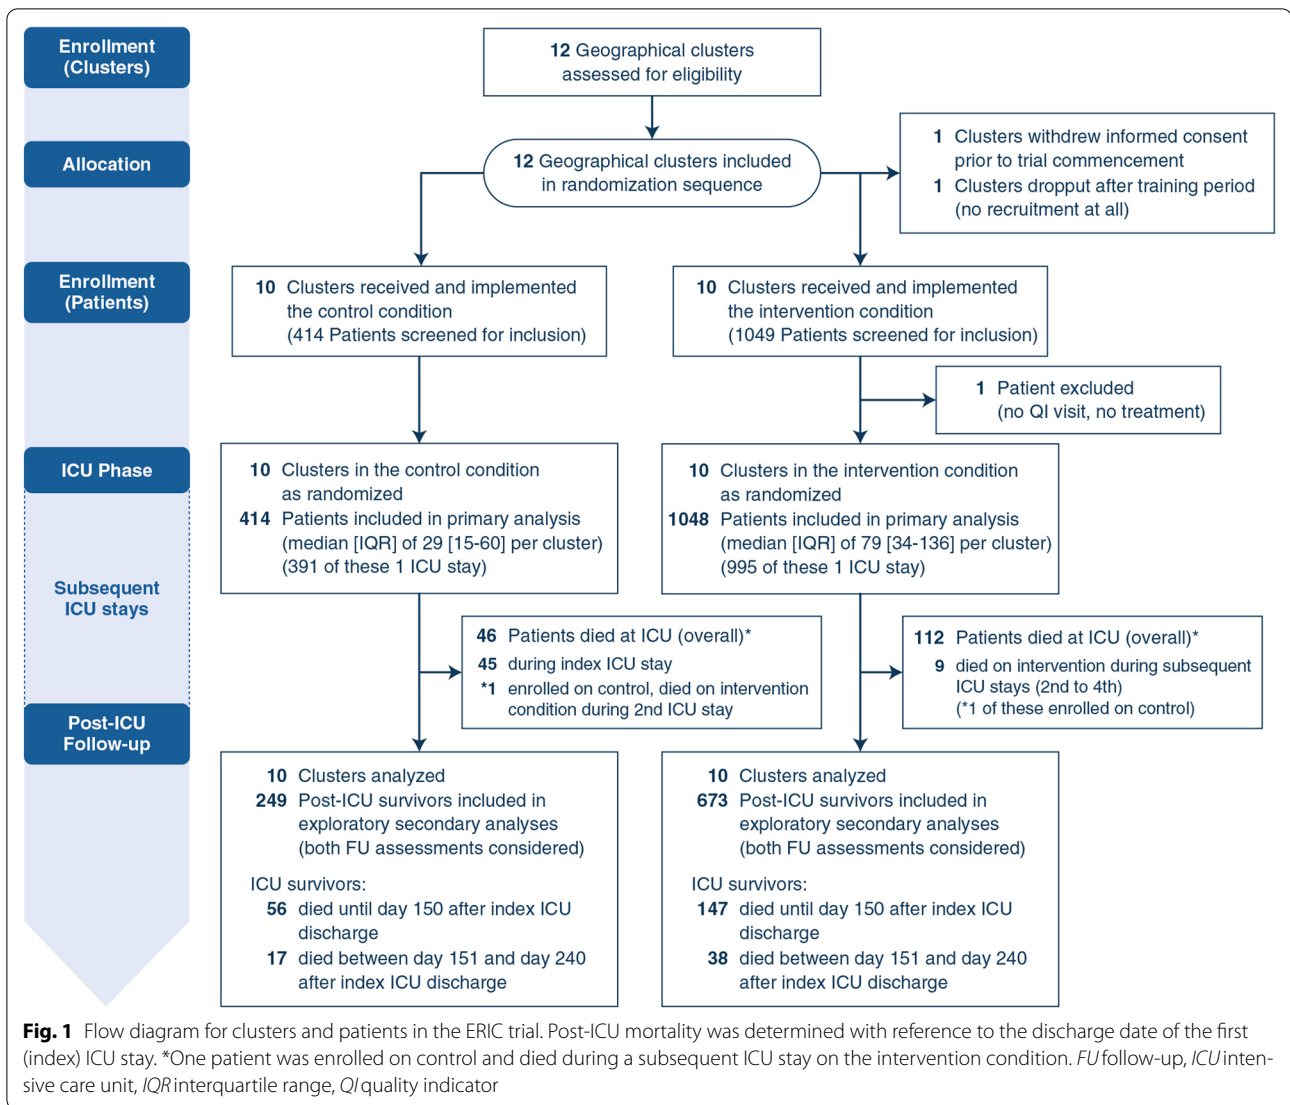 Enrollment
(Clusters)
12 Geographical clusters
assessed for eligibility
Allocation
12 Geographical clusters included
in randomization sequence
1 Clusters withdrew informed consent
prior to trial commencement
1 Clusters dropput after training period
(no recruitment at all)
Enrollment
(Patients)
10 Clusters received and implemented
the control condition
(414 Patients screened for inclusion)
10 Clusters received and implemented
the intervention condition
(1049 Patients screened for inclusion)
1 Patient excluded
(no QI visit, no treatment)
ICU Phase
10 Clusters in the control condition
as randomized
414 Patients included in primary analysis
(median [IQR] of 29 [15-60] per cluster)
(391 of these 1 ICU stay)
10 Clusters in the intervention condition
as randomized
1048 Patients included in primary analysis
(median [IQR] of 79 [34-136] per cluster)
(995 of these 1 ICU stay)
Subsequent
ICU stays
46 Patients died at ICU (overall)*
45 during index ICU stay
*1 enrolled on control, died on intervention
condition during 2nd ICU stay
112 Patients died at ICU (overall)*
9 died on intervention during subsequent
ICU stays (2nd to 4th)
(*1 of these enrolled on control)
Post-ICU
Follow-up
10 Clusters analyzed
249 Post-ICU survivors included in
exploratory secondary analyses
(both FU assessments considered)
ICU survivors:
56 died until day 150 after index ICU
discharge
17 died between day 151 and day 240
after index ICU discharge
10 Clusters analyzed
673 Post-ICU survivors included in
exploratory secondary analyses
(both FU assessments considered)
ICU survivors:
147 died until day 150 after index ICU
discharge
38 died between day 151 and day 240
after index ICU discharge
Fig. 1 Flow diagram for clusters and patients in the ERIC trial. Post-ICU mortality was determined with reference to the discharge date of the first
(index) ICU stay. *One patient was enrolled on control and died during a subsequent ICU stay on the intervention condition. FU follow-up, ICU inten-
sive care unit, IQR interquartile range, QI quality indicator